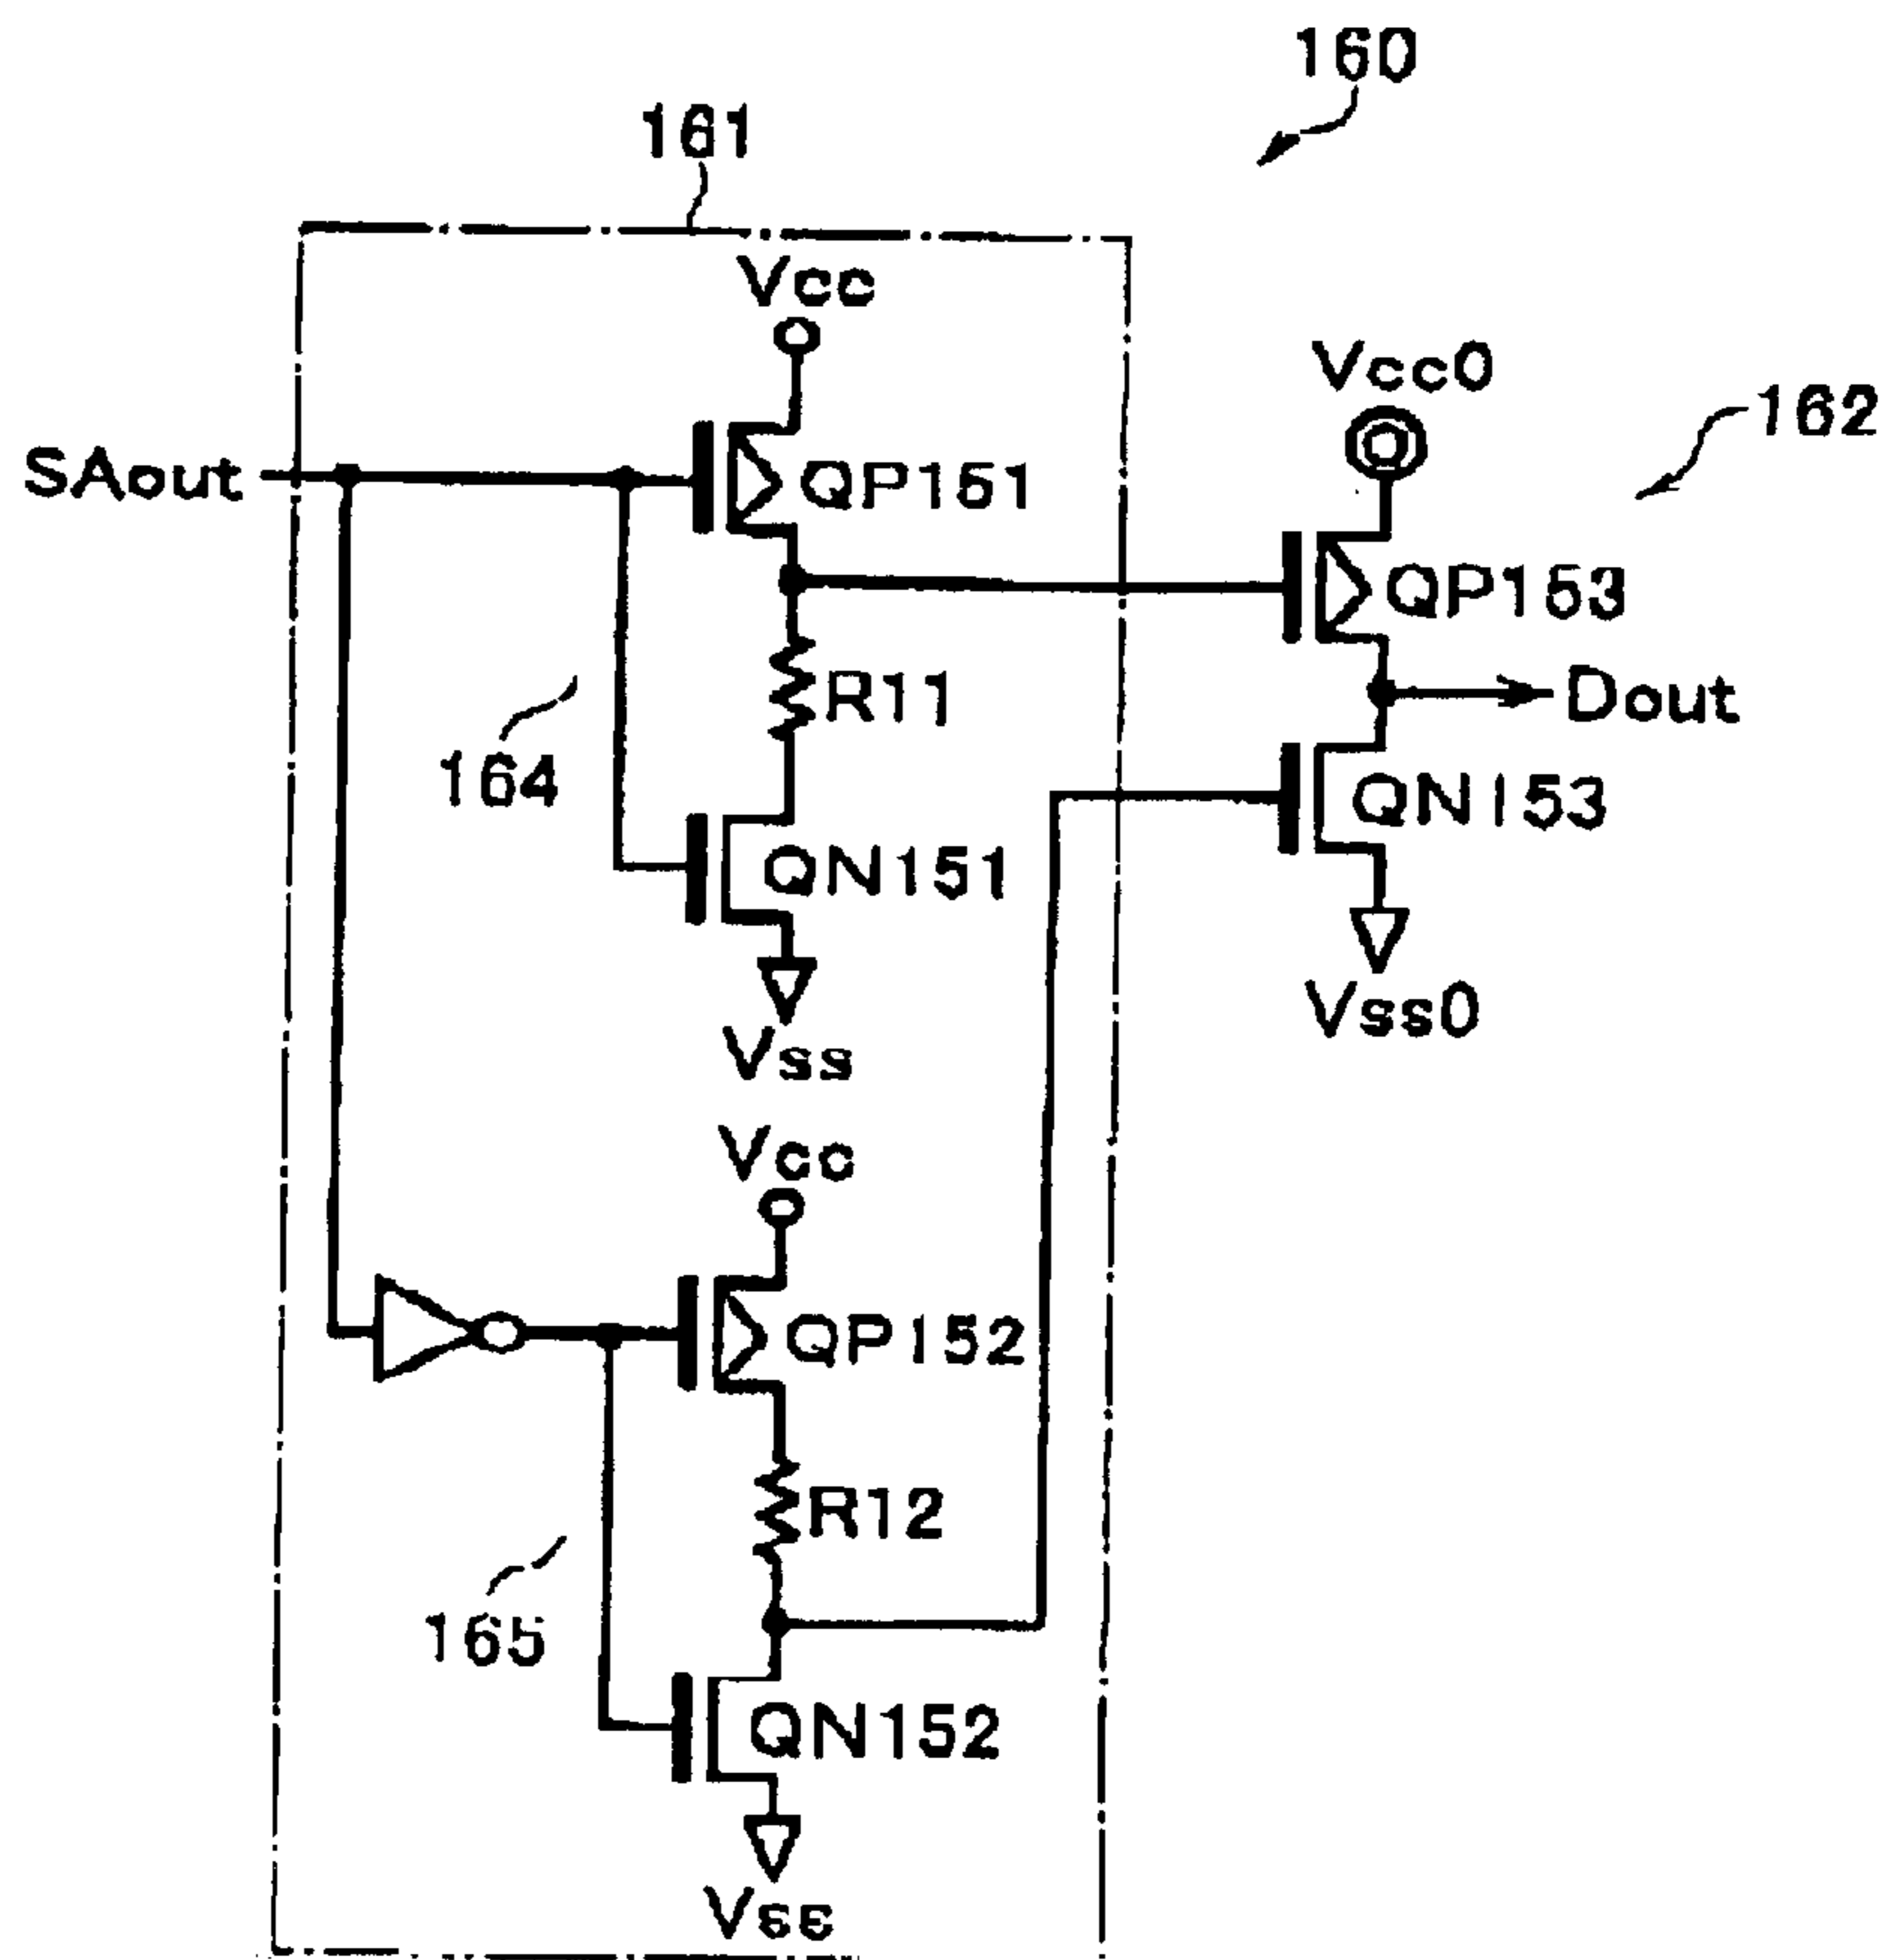 160
161
Vcc
Vcc0
162
SAout
QP151
QP153
R11
Dout
164
QN153
QN151
Vss0
Vss
Vcc
QP152
R12
165
QN152
Vss